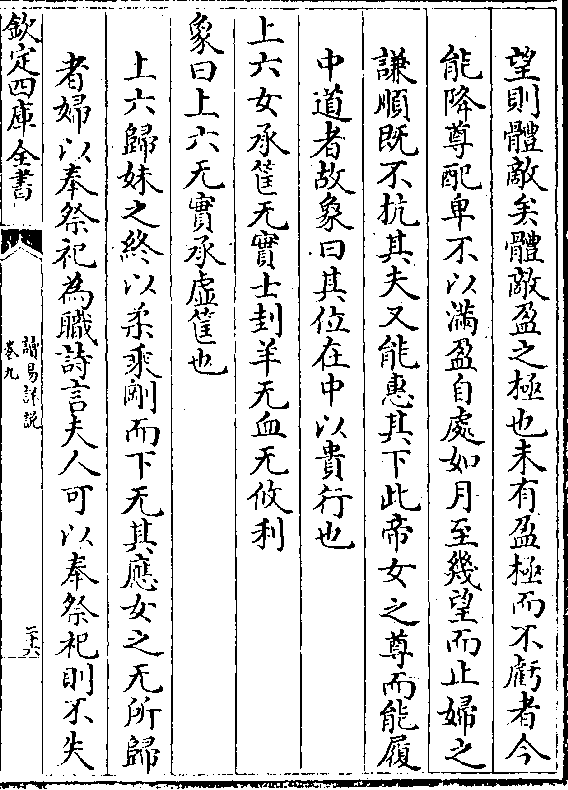 望則體敵矣體敵盈之極也未有盈極而不虧者今
能降尊配卑不以滿盈自處如月至幾望而止婦之
謙順既不抗其夫又能惠其下此帝女之尊而能履
中道者故象曰其位在中以貴行也
上六女承筐无實士刲羊无血无攸利
象曰上六无實承虛筐也
上六歸妹之終以柔乘剛而下无其應女之无所歸
者婦以奉祭祀為職詩言夫人可以奉祭祀則不失
欽定四庫全書
讀易詳説
卷九
二十六